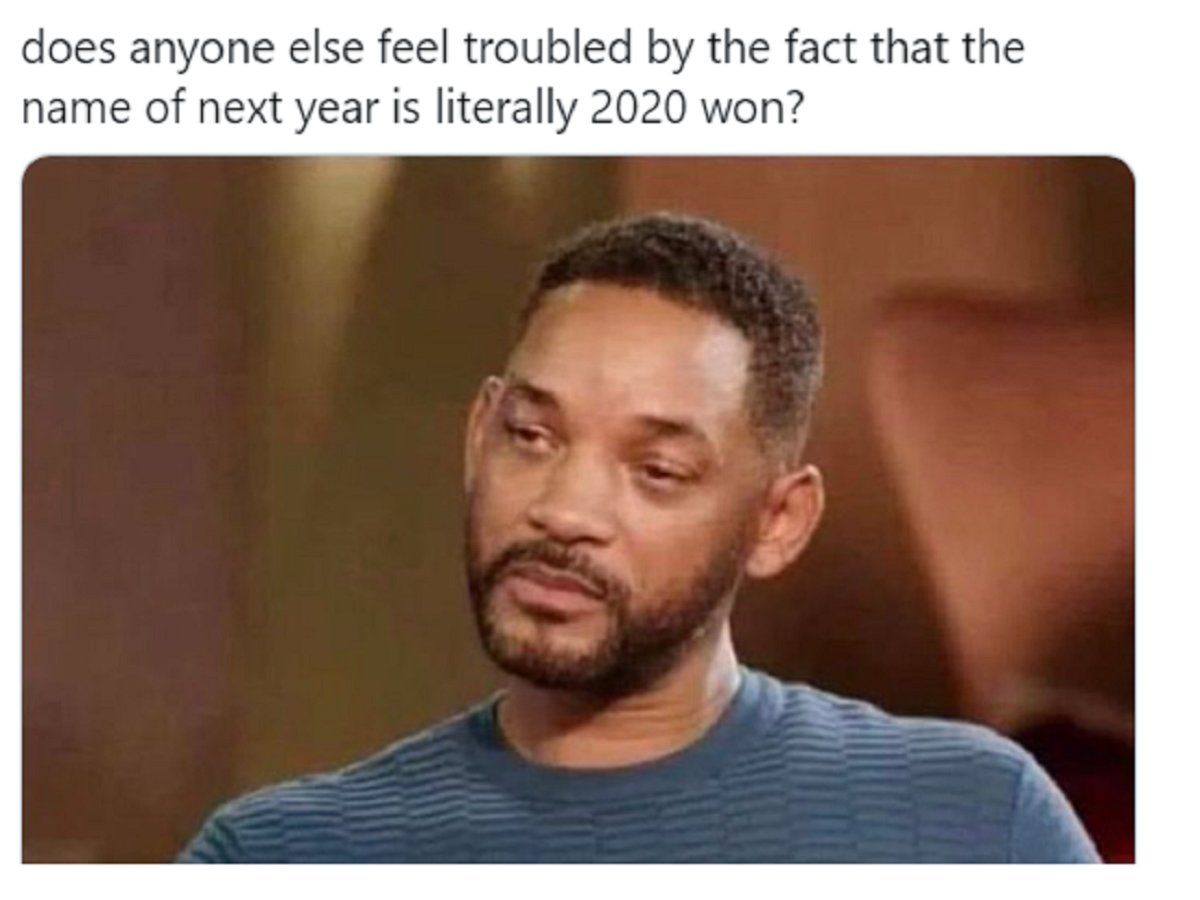 does anyone else feel troubled by the fact that the
name of next year is literally 2020 won?